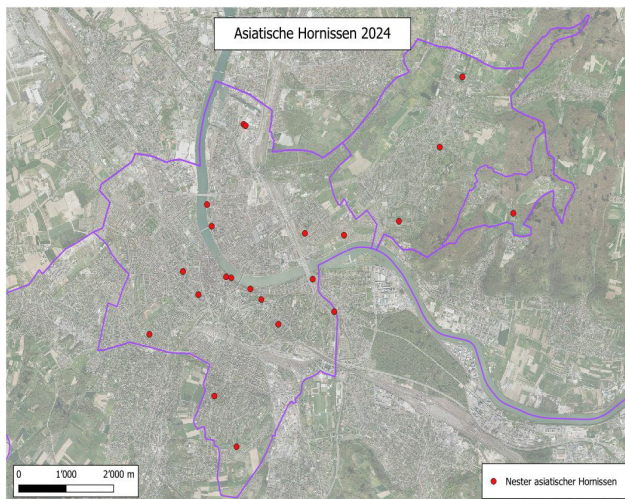 Asiatische Hornissen 2024
0 1'000 2'000 m
Nester asiatischer Hornissen